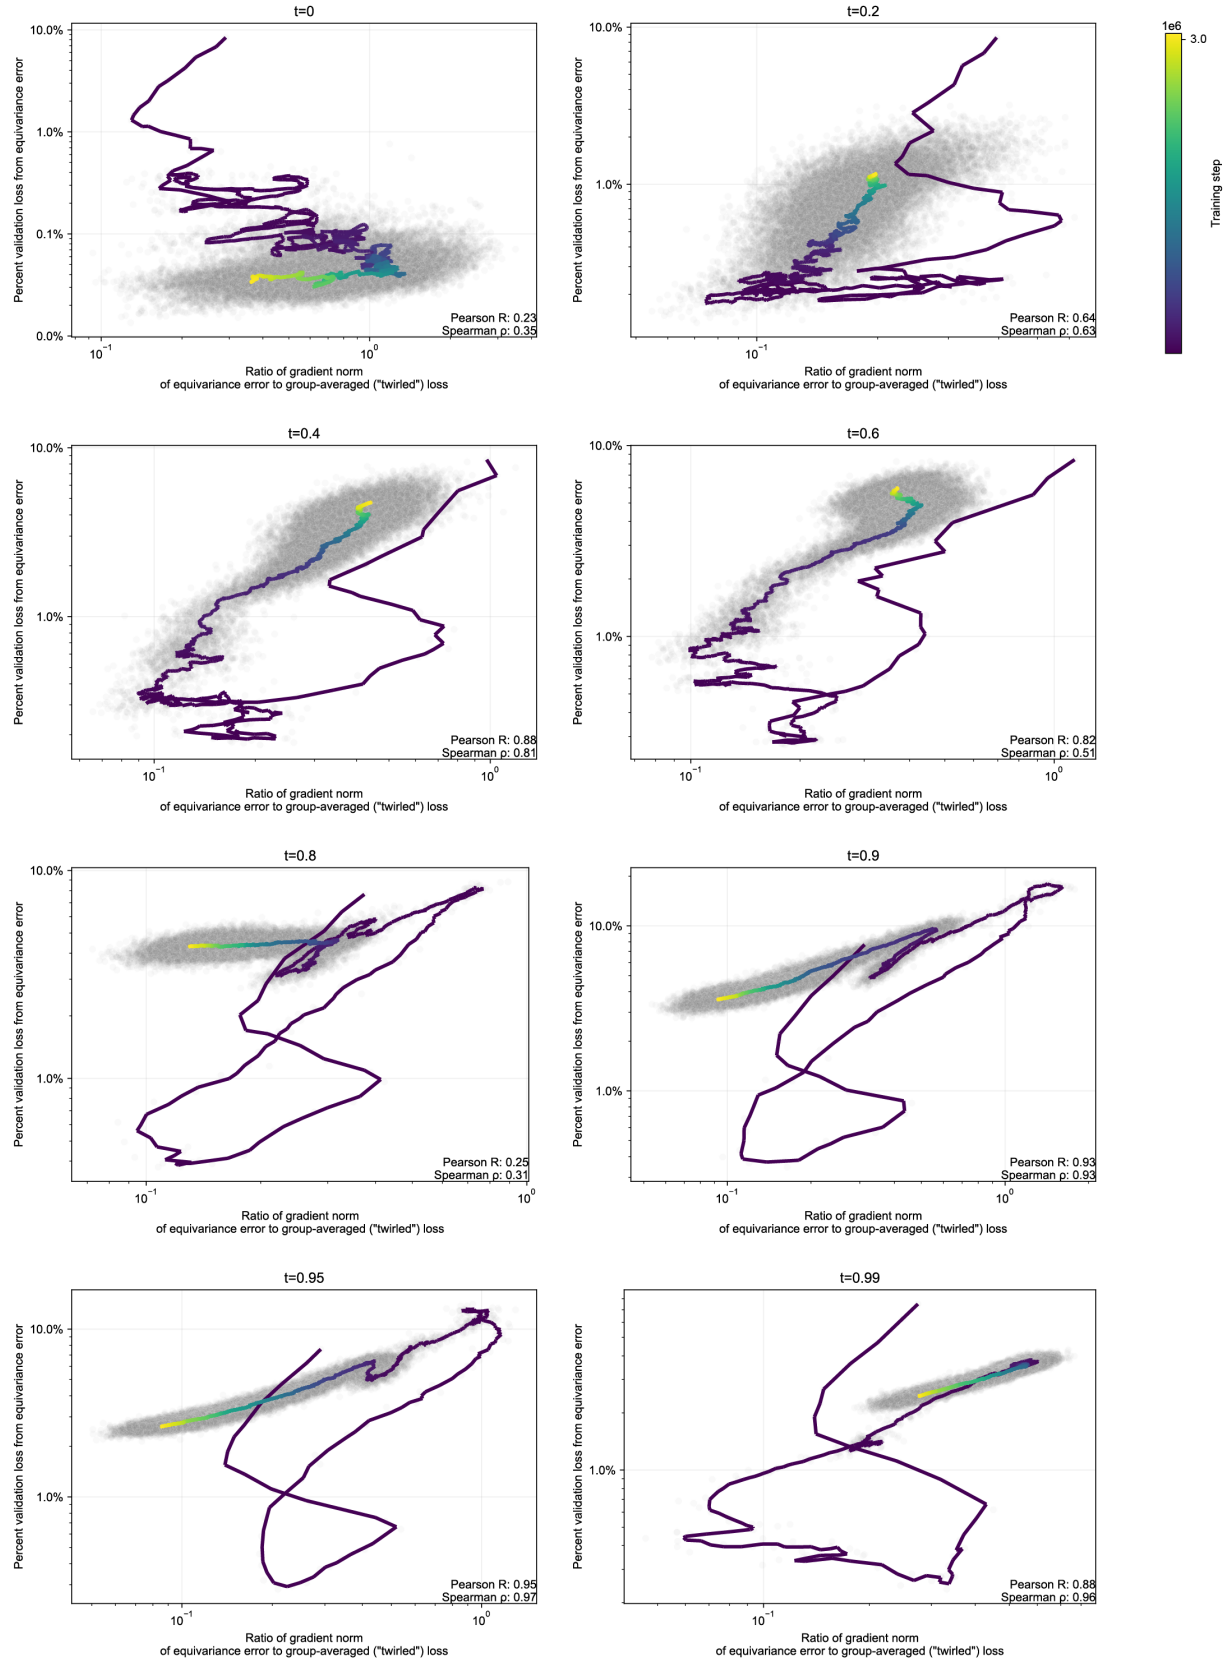 t=0
Percent validation loss from equivariance error
10.0%
1.0%
0.1%
0.0%
10⁻¹
10⁰
Pearson R: 0.23
Spearman ρ: 0.35
Ratio of gradient norm
of equivariance error to group-averaged ("twirled") loss
t=0.2
Percent validation loss from equivariance error
10.0%
1.0%
10⁻¹
Pearson R: 0.64
Spearman ρ: 0.63
Ratio of gradient norm
of equivariance error to group-averaged ("twirled") loss
1e6
3.0
Training step
t=0.4
Percent validation loss from equivariance error
10.0%
1.0%
10⁻¹
10⁰
Pearson R: 0.88
Spearman ρ: 0.81
Ratio of gradient norm
of equivariance error to group-averaged ("twirled") loss
t=0.6
Percent validation loss from equivariance error
10.0%
1.0%
10⁻¹
10⁰
Pearson R: 0.82
Spearman ρ: 0.51
Ratio of gradient norm
of equivariance error to group-averaged ("twirled") loss
t=0.8
Percent validation loss from equivariance error
10.0%
1.0%
10⁻¹
10⁰
Pearson R: 0.25
Spearman ρ: 0.31
Ratio of gradient norm
of equivariance error to group-averaged ("twirled") loss
t=0.9
Percent validation loss from equivariance error
10.0%
1.0%
10⁻¹
10⁰
Pearson R: 0.93
Spearman ρ: 0.93
Ratio of gradient norm
of equivariance error to group-averaged ("twirled") loss
t=0.95
Percent validation loss from equivariance error
10.0%
1.0%
10⁻¹
10⁰
Pearson R: 0.95
Spearman ρ: 0.97
Ratio of gradient norm
of equivariance error to group-averaged ("twirled") loss
t=0.99
Percent validation loss from equivariance error
1.0%
10⁻¹
Pearson R: 0.88
Spearman ρ: 0.96
Ratio of gradient norm
of equivariance error to group-averaged ("twirled") loss